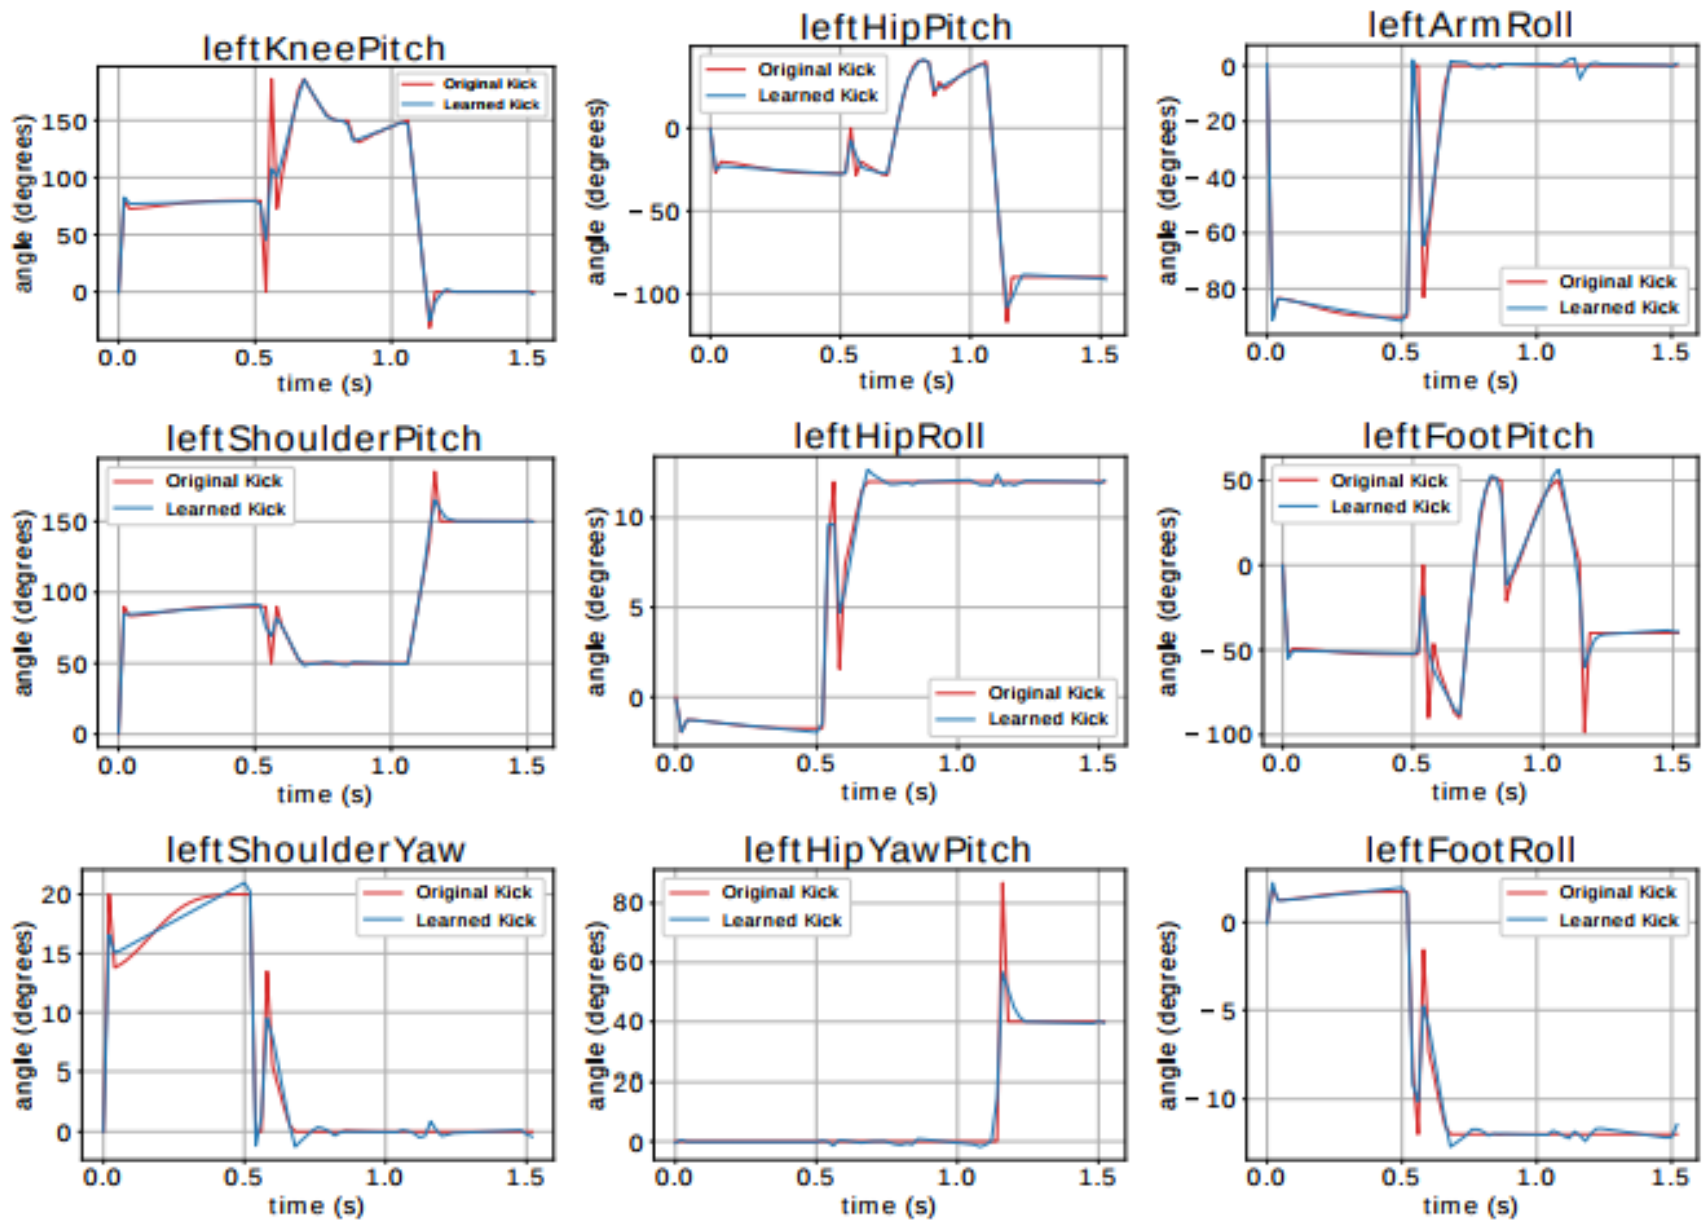 leftKneePitch
Original Kick
Learned Kick
angle (degrees)
150
100
50
0
0.0 0.5 1.0 1.5
time (s)
leftHipPitch
Original Kick
Learned Kick
angle (degrees)
0
−50
−100
0.0 0.5 1.0 1.5
time (s)
leftArmRoll
Original Kick
Learned Kick
angle (degrees)
0
−20
−40
−60
−80
0.0 0.5 1.0 1.5
time (s)
leftShoulderPitch
Original Kick
Learned Kick
angle (degrees)
150
100
50
0
0.0 0.5 1.0 1.5
time (s)
leftHipRoll
Original Kick
Learned Kick
angle (degrees)
10
5
0
0.0 0.5 1.0 1.5
time (s)
leftFootPitch
Original Kick
Learned Kick
angle (degrees)
50
0
−50
−100
0.0 0.5 1.0 1.5
time (s)
leftShoulderYaw
Original Kick
Learned Kick
angle (degrees)
20
15
10
5
0
0.0 0.5 1.0 1.5
time (s)
leftHipYawPitch
Original Kick
Learned Kick
angle (degrees)
80
60
40
20
0
0.0 0.5 1.0 1.5
time (s)
leftFootRoll
Original Kick
Learned Kick
angle (degrees)
0
−5
−10
0.0 0.5 1.0 1.5
time (s)